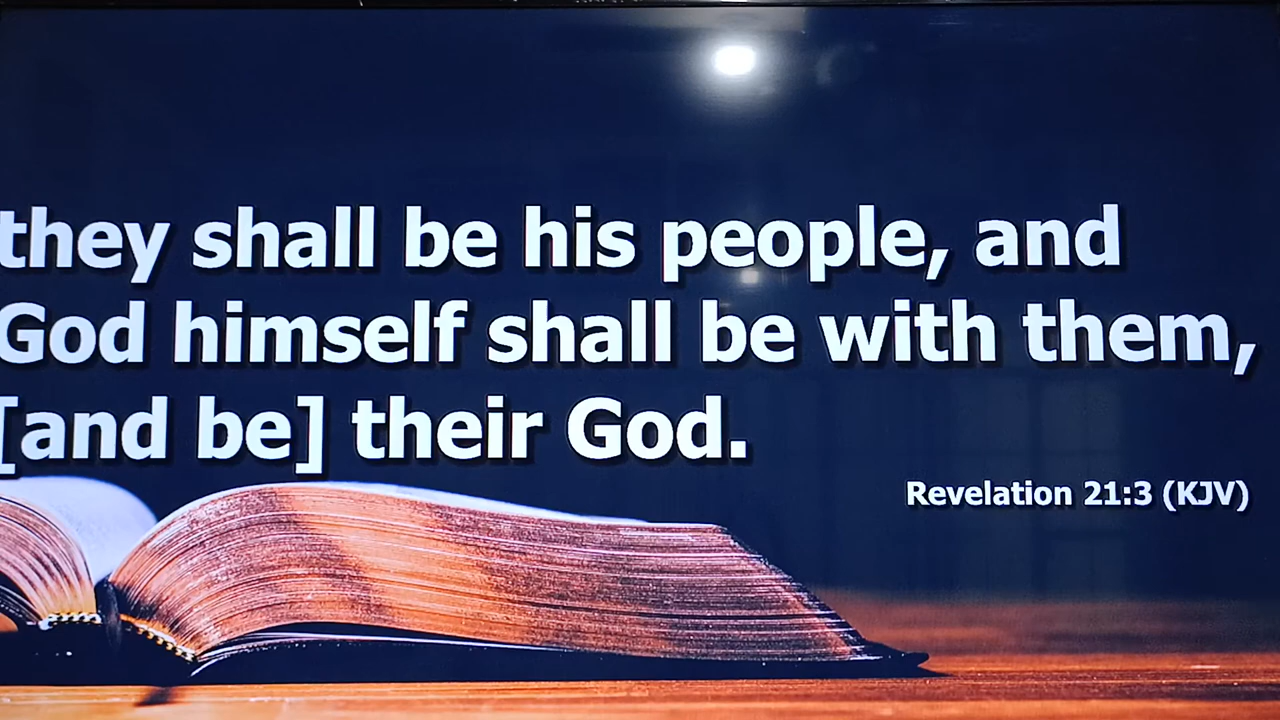 they shall be his people, and
God himself shall be with them,
[and be] their God.
Revelation 21:3 (KJV)